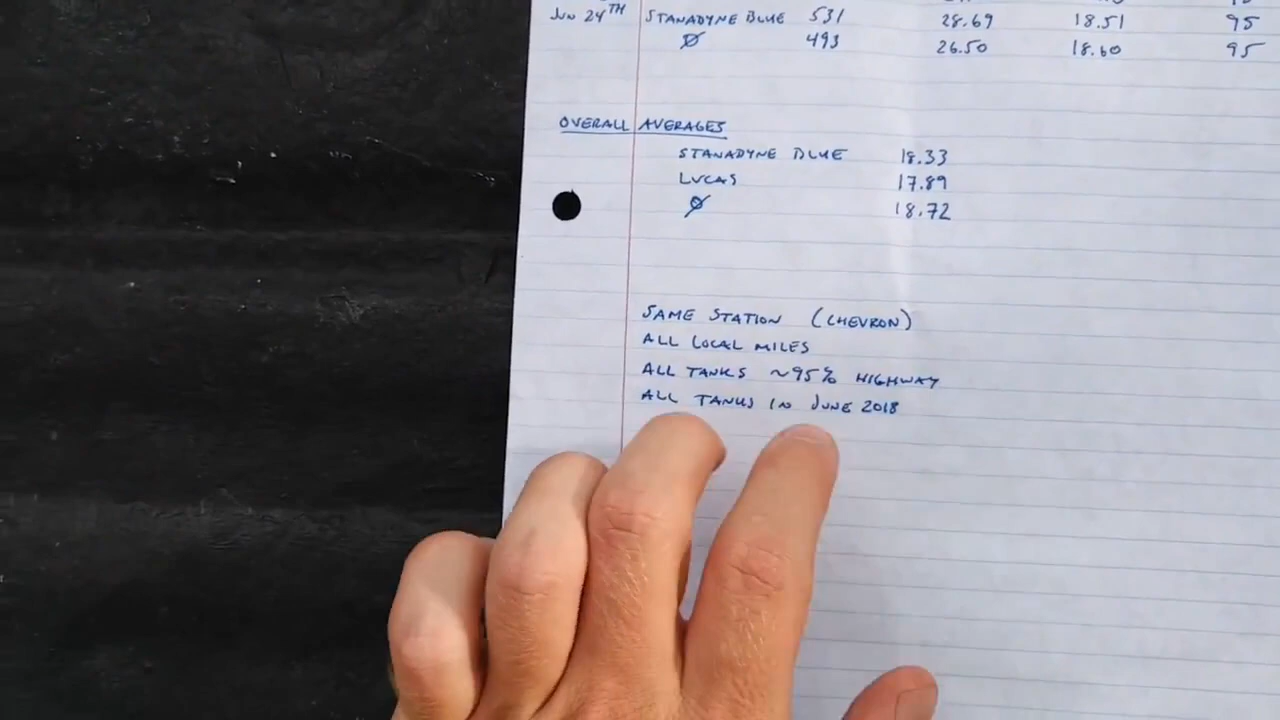 JUN 24TH STANADYNE BLUE 531 28.69 18.51 95
Ø 493 26.50 18.60 95
OVERALL AVERAGES
STANADYNE BLUE 18.33
LUCAS 17.89
Ø 18.72
SAME STATION (CHEVRON)
ALL LOCAL MILES
ALL TANKS ~95% HIGHWAY
ALL TANKS IN JUNE 2018